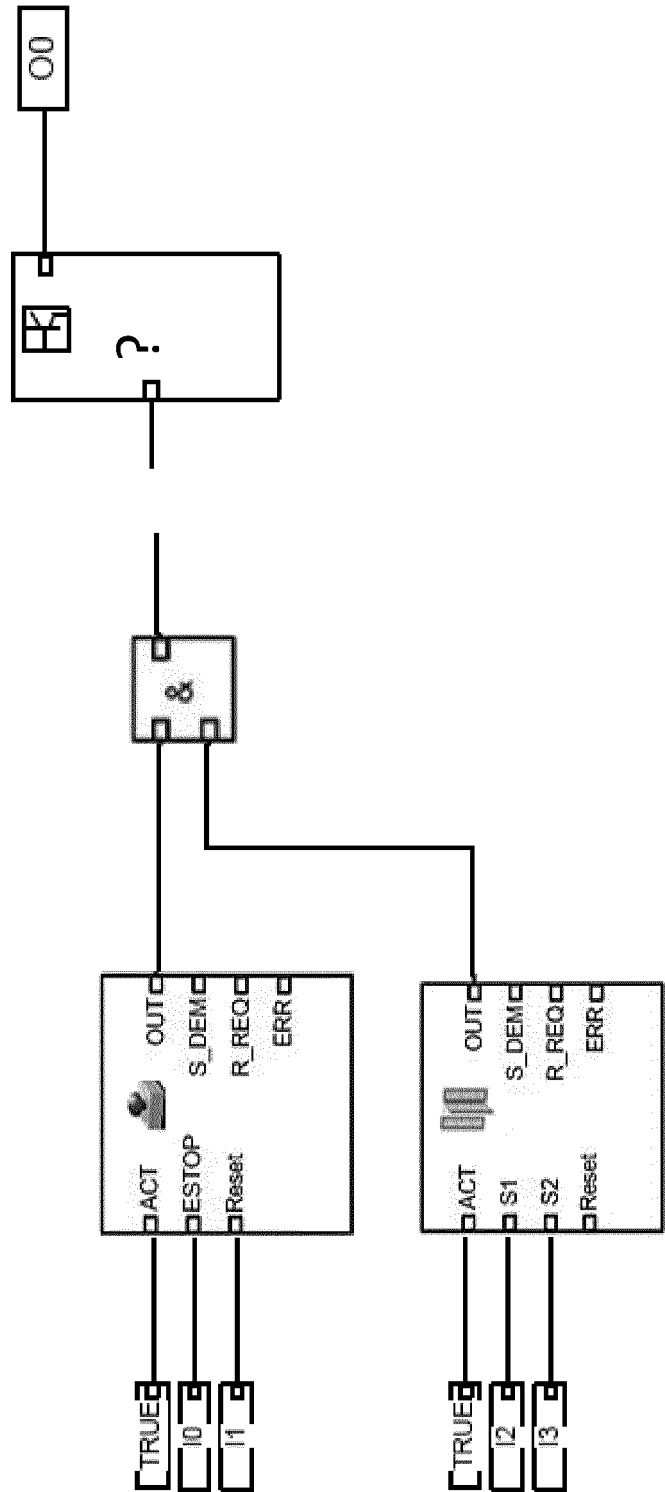 O0
?
&
ACT
OUT
ESTOP
S_DEM
Reset
R_REQ
ERR
TRUE
I0
I1
ACT
OUT
S1
S_DEM
S2
R_REQ
Reset
ERR
TRUE
I2
I3